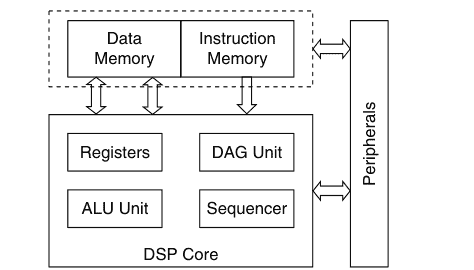 Data
Memory
Instruction
Memory
Registers
DAG Unit
ALU Unit
Sequencer
DSP Core
Peripherals